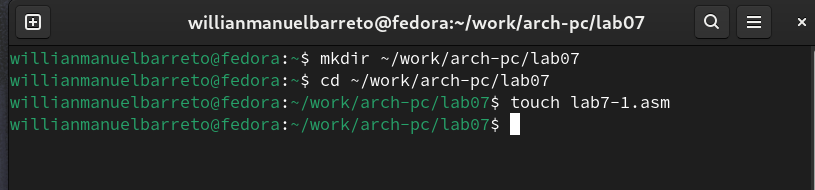 willianmanuelbarreto@fedora:~/work/arch-pc/lab07
willianmanuelbarreto@fedora:~$ mkdir ~/work/arch-pc/lab07
willianmanuelbarreto@fedora:~$ cd ~/work/arch-pc/lab07
willianmanuelbarreto@fedora:~/work/arch-pc/lab07$ touch lab7-1.asm
willianmanuelbarreto@fedora:~/work/arch-pc/lab07$